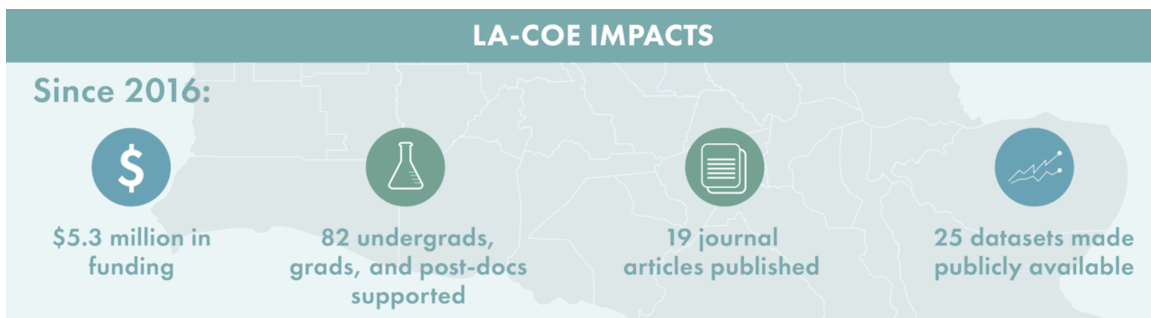 LA-COE IMPACTS
Since 2016:
$
$5.3 million in
funding
82 undergrads,
grads, and post-docs
supported
19 journal
articles published
25 datasets made
publicly available